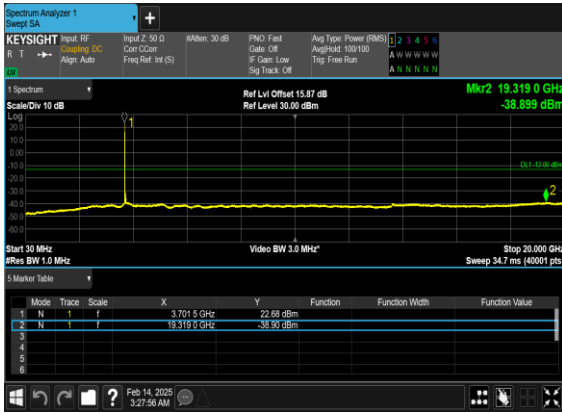 Spectrum Analyzer 1
Swept SA
+
KEYSIGHT
R T
Input: RF
Coupling: DC
Align: Auto
Input Z: 50 Ω
Corr CCorr
Freq Ref: Int (S)
#Atten: 30 dB
PNO: Fast
Gate: Off
IF Gain: Low
Sig Track: Off
Avg Type: Power (RMS)
Avg|Hold: 100/100
Trig: Free Run
1 2 3 4 5 6
A W W W W W
A N N N N N
1 Spectrum
Scale/Div 10 dB
Ref Lvl Offset 15.87 dB
Ref Level 30.00 dBm
Mkr2 19.319 0 GHz
-38.899 dBm
Log
20.0
10.0
0.00
-10.0
-20.0
-30.0
-40.0
-50.0
-60.0
1
DL1 -13.00 dBm
2
Start 30 MHz
#Res BW 1.0 MHz
Video BW 3.0 MHz*
Stop 20.000 GHz
Sweep 34.7 ms (40001 pts)
5 Marker Table
Mode Trace Scale X Y Function Function Width Function Value
1 N 1 f 3.701 5 GHz 22.68 dBm
2 N 1 f 19.319 0 GHz -38.90 dBm
3
4
5
6
?
Feb 14, 2025
3:27:56 AM